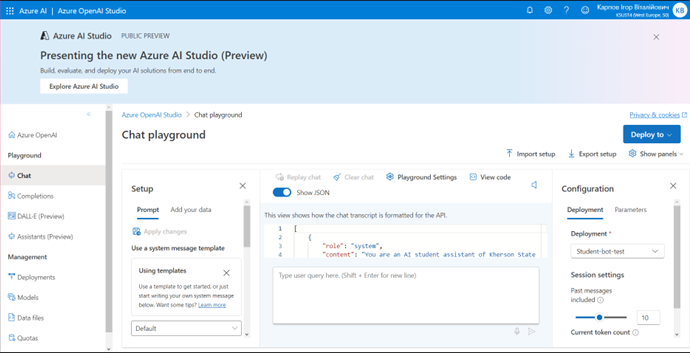 Azure AI | Azure OpenAI Studio
Карпов Ігор Віталійович
KSUST4 (West Europe, S0)
KB
Azure AI Studio PUBLIC PREVIEW
Presenting the new Azure AI Studio (Preview)
Build, evaluate, and deploy your AI solutions from end to end.
Explore Azure AI Studio
Azure OpenAI Studio > Chat playground
Privacy & cookies
Azure OpenAI
Playground
Chat
Completions
DALL·E (Preview)
Assistants (Preview)
Management
Deployments
Models
Data files
Quotas
Chat playground
Deploy to
Import setup Export setup Show panels
Setup
Prompt Add your data
Apply changes
Use a system message template
Using templates
Use a template to get started, or just
start writing your own system message
below. Want some tips? Learn more
Default
Replay chat Clear chat Playground Settings View code
Show JSON
This view shows how the chat transcript is formatted for the API.
1 [
2 {
3 "role": "system",
4 "content": "You are an AI student assistant of Kherson State
Type user query here. (Shift + Enter for new line)
Configuration
Deployment Parameters
Deployment *
Student-bot-test
Session settings
Past messages
included
10
Current token count